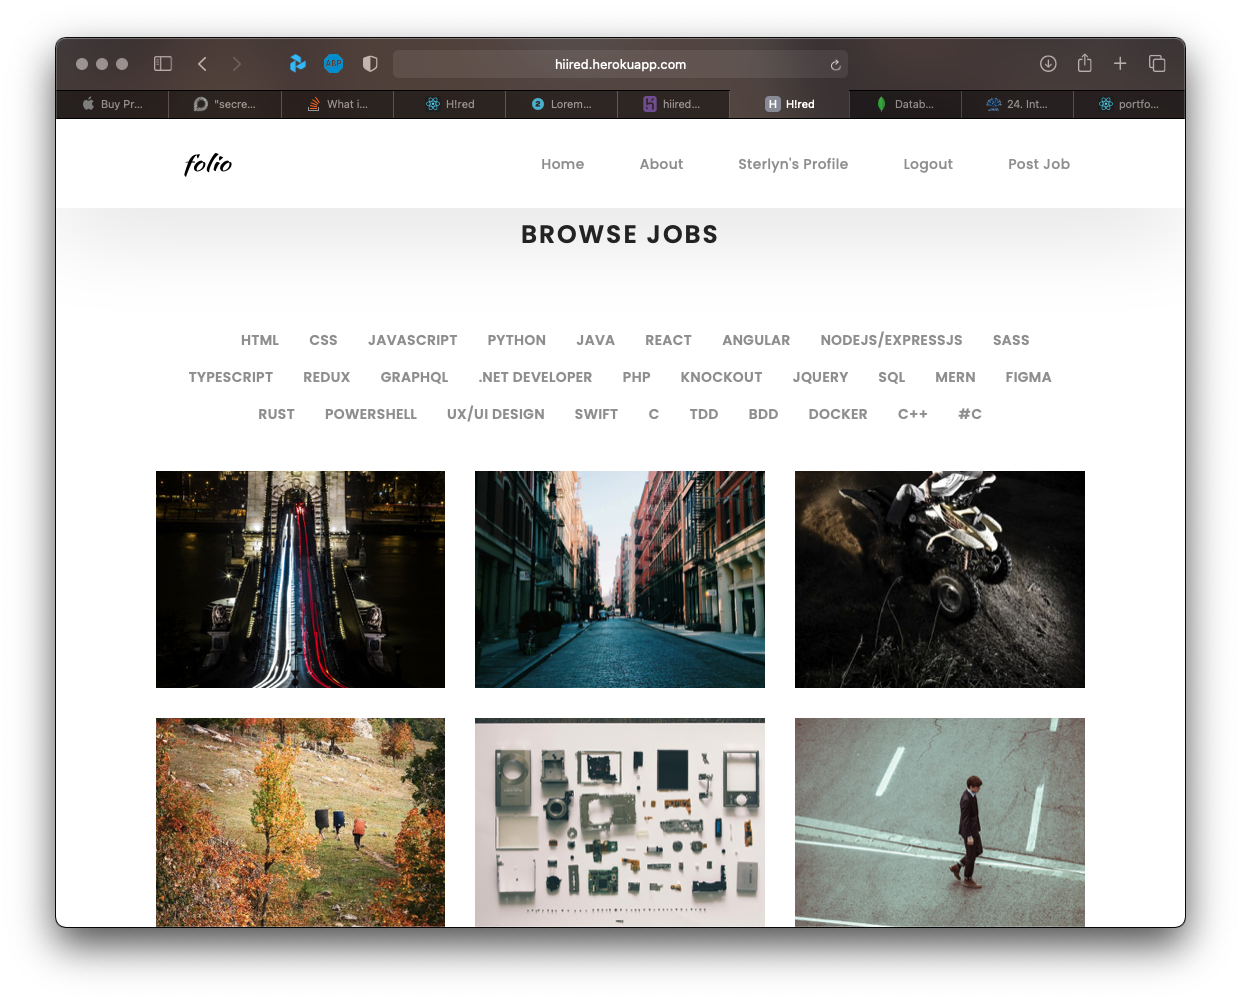 hiired.herokuapp.com
Buy Pr... "secre... What i... H!red Lorem... hiired... H H!red Datab... 24. Int... portfo...
folio Home About Sterlyn's Profile Logout Post Job
BROWSE JOBS
HTML CSS JAVASCRIPT PYTHON JAVA REACT ANGULAR NODEJS/EXPRESSJS SASS
TYPESCRIPT REDUX GRAPHQL .NET DEVELOPER PHP KNOCKOUT JQUERY SQL MERN FIGMA
RUST POWERSHELL UX/UI DESIGN SWIFT C TDD BDD DOCKER C++ #C